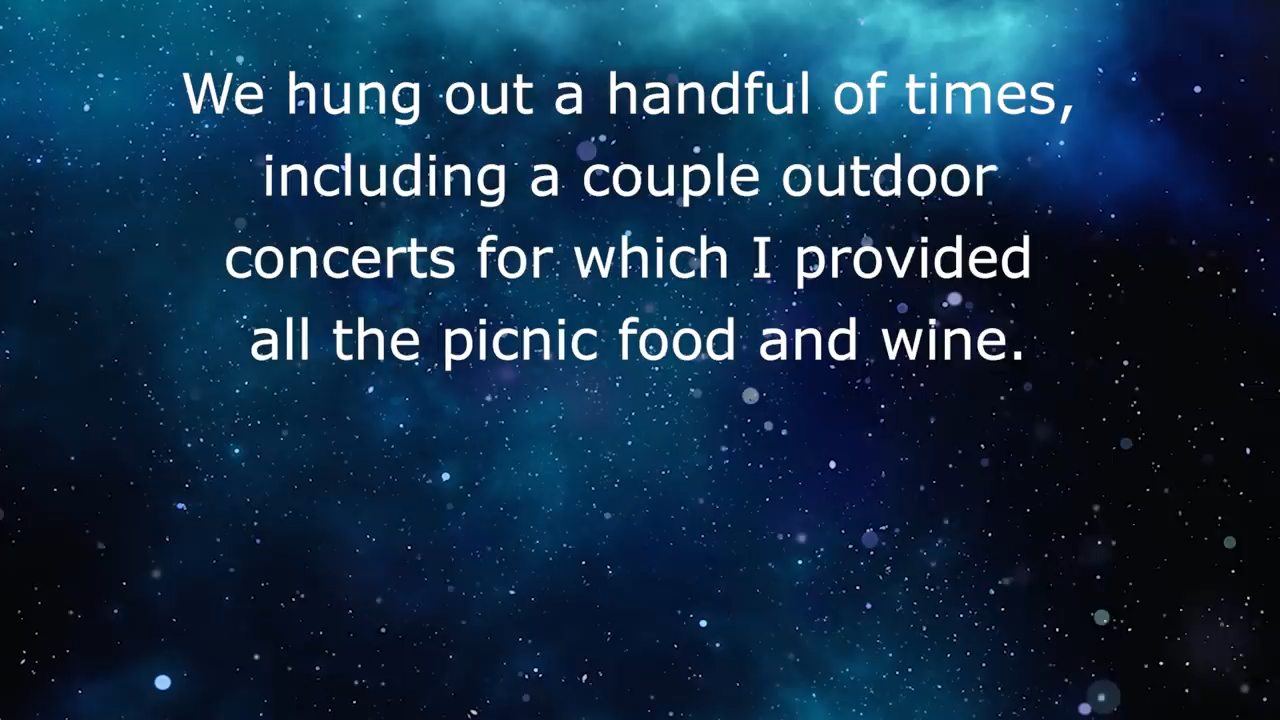 We hung out a handful of times,
including a couple outdoor
concerts for which I provided
all the picnic food and wine.